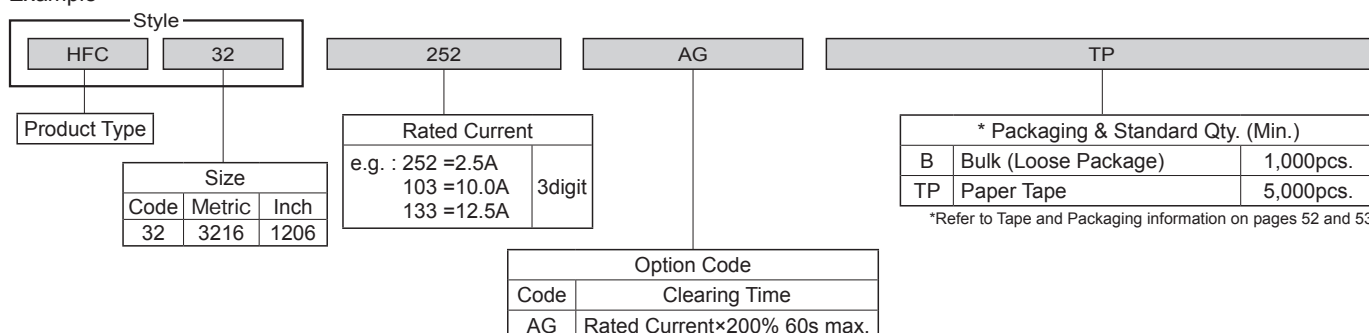 Style
HFC 32 252 AG TP
Product Type
Size
Code Metric Inch
32 3216 1206
Rated Current
e.g. : 252 =2.5A
103 =10.0A
133 =12.5A
3digit
Option Code
Code Clearing Time
AG Rated Current×200% 60s max.
* Packaging & Standard Qty. (Min.)
B Bulk (Loose Package) 1,000pcs.
TP Paper Tape 5,000pcs.
*Refer to Tape and Packaging information on pages 52 and 53